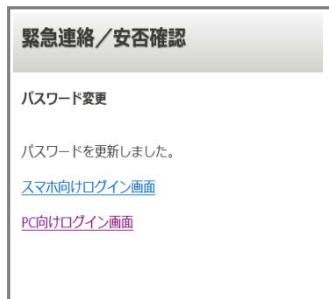 緊急連絡／安否確認
パスワード変更
パスワードを更新しました。
スマホ向けログイン画面
PC向けログイン画面